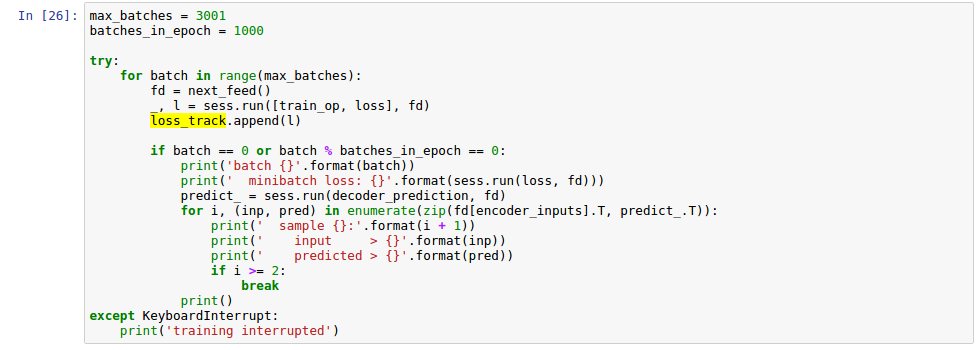 In [26]: max_batches = 3001
batches_in_epoch = 1000
try:
    for batch in range(max_batches):
        fd = next_feed()
        _, l = sess.run([train_op, loss], fd)
        loss_track.append(l)
        if batch == 0 or batch % batches_in_epoch == 0:
            print('batch {}'.format(batch))
            print('  minibatch loss: {}'.format(sess.run(loss, fd)))
            predict_ = sess.run(decoder_prediction, fd)
            for i, (inp, pred) in enumerate(zip(fd[encoder_inputs].T, predict_.T)):
                print('  sample {}:'.format(i + 1))
                print('    input     > {}'.format(inp))
                print('    predicted > {}'.format(pred))
                if i >= 2:
                    break
            print()
except KeyboardInterrupt:
    print('training interrupted')